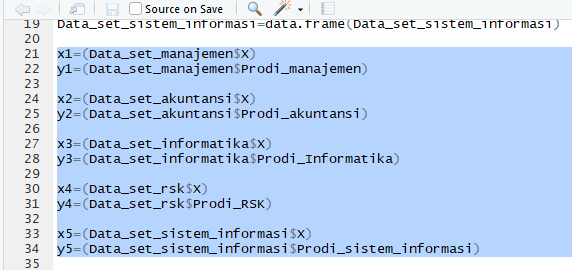 Source on Save
19 Data_set_sistem_informasi=data.frame(Data_set_sistem_informasi)
20
21 x1=(Data_set_manajemen$X)
22 y1=(Data_set_manajemen$Prodi_manajemen)
23
24 x2=(Data_set_akuntansi$X)
25 y2=(Data_set_akuntansi$Prodi_akuntansi)
26
27 x3=(Data_set_informatika$X)
28 y3=(Data_set_informatika$Prodi_Informatika)
29
30 x4=(Data_set_rsk$X)
31 y4=(Data_set_rsk$Prodi_RSK)
32
33 x5=(Data_set_sistem_informasi$X)
34 y5=(Data_set_sistem_informasi$Prodi_sistem_informasi)
35